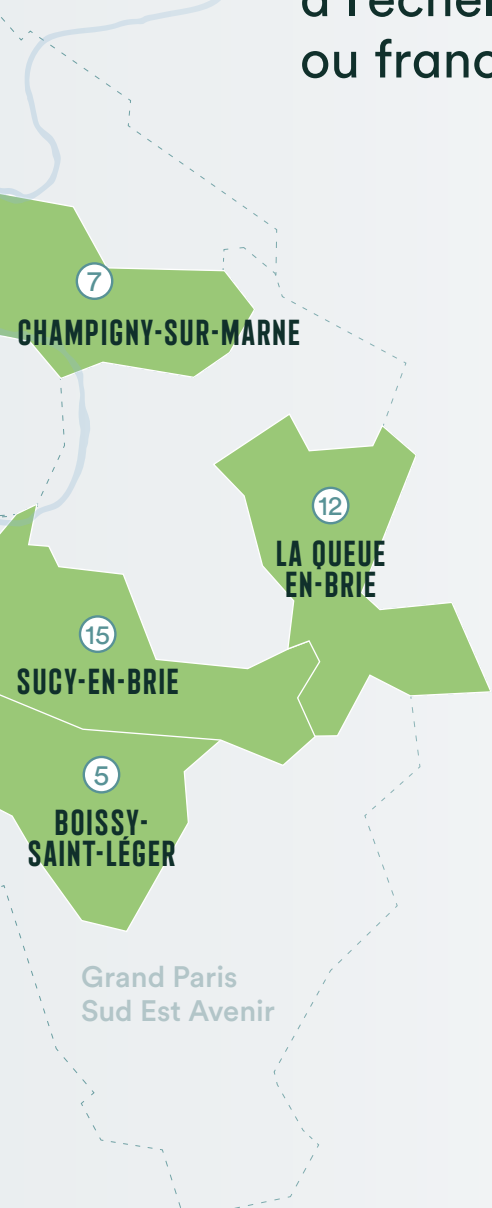 ou
7
CHAMPIGNY-SUR-MARNE
12
LA QUEUE
EN-BRIE
15
SUCY-EN-BRIE
5
BOISSY-
SAINT-LÉGER
Grand Paris
Sud Est Avenir